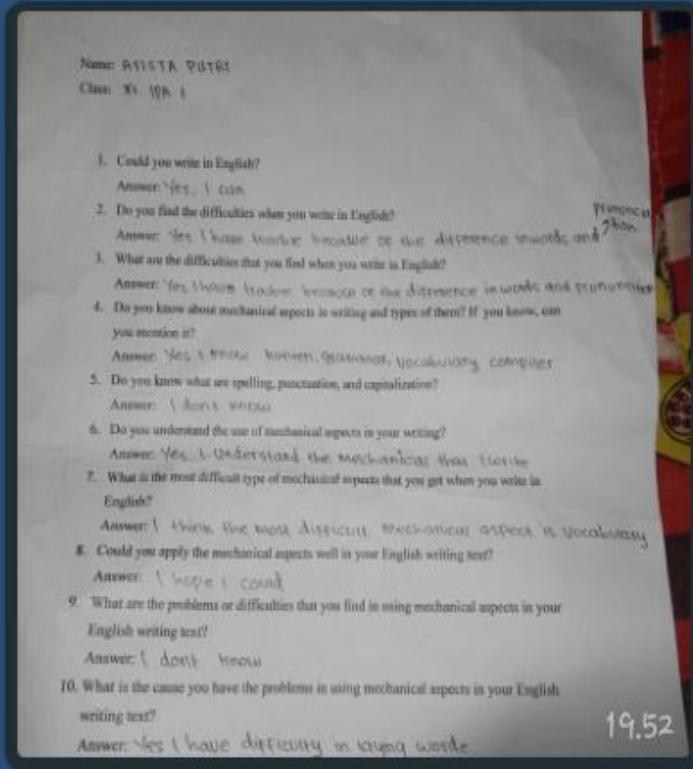 Name: ATISTA PUTRI
Class: XI IPA 1
1. Could you write in English?
Answer: Yes, I can
2. Do you find the difficulties when you write in English?
Answer: Yes I have because of the difference in words and pronounciation
3. What are the difficulties that you find when you write in English?
Answer: Yes I have because of the difference in words and
4. Do you know about mechanical aspects in writing and types of them? If you know, can
you mention it?
Answer: Yes I know konten, gramar, vocabulary,
5. Do you know what are spelling, punctuation, and capitalization?
Answer: I dont know
6. Do you understand the use of mechanical aspects in your writing?
Answer: Yes I understand the mechanical that I write
7. What is the most difficult type of mechanical aspects that you get when you write in
English?
Answer: I think the most difficult mechanical aspect is vocabulary
8. Could you apply the mechanical aspects well in your English writing text?
Answer: I hope I could
9. What are the problems or difficulties that you find in using mechanical aspects in your
English writing text?
Answer: I dont know
10. What is the cause you have the problems in using mechanical aspects in your English
writing text?
Answer: Yes I have difficulty in saying
19.52